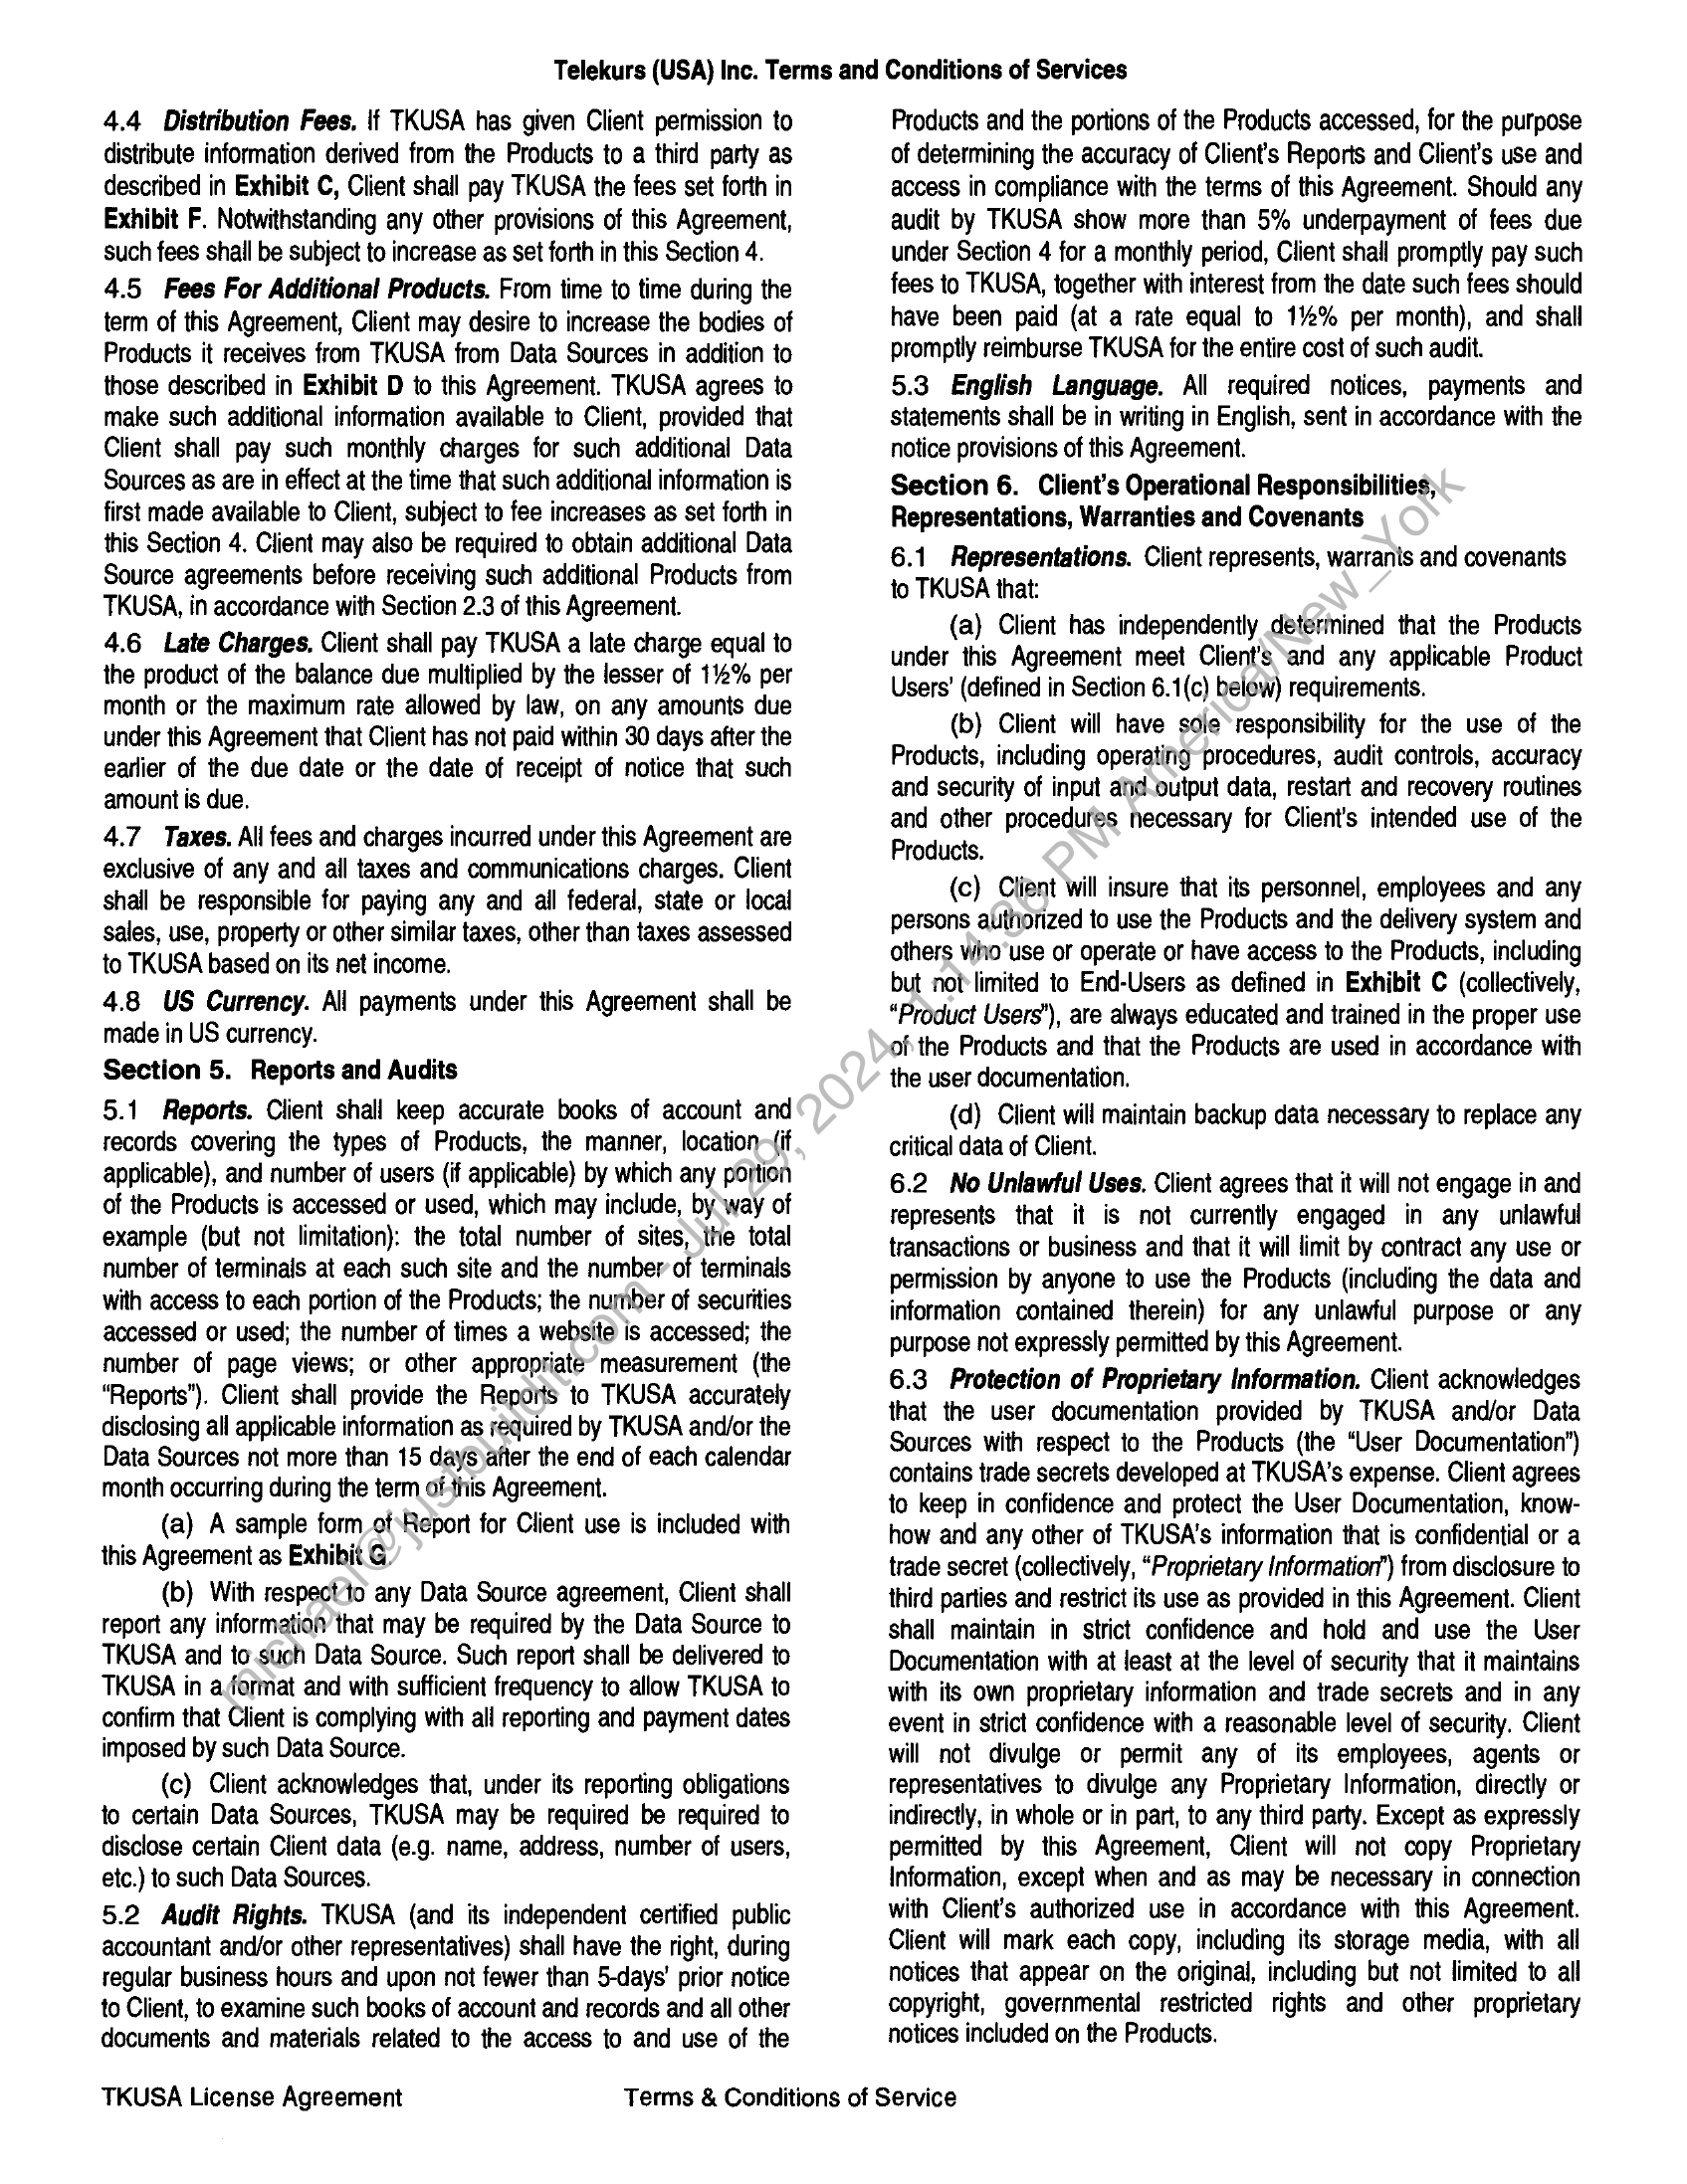 Telekurs (USA) Inc. Terms and Conditions of Services
4.4 Distribution Fees. If TKUSA has given Client permission to
distribute information derived from the Products to a third party as
described in Exhibit C, Client shall pay TKUSA the fees set forth in
Exhibit F. Notwithstanding any other provisions of this Agreement,
such fees shall be subject to increase as set forth in this Section 4.
4.5 Fees For Additional Products. From time to time during the
term of this Agreement, Client may desire to increase the bodies of
Products it receives from TKUSA from Data Sources in addition to
those described in Exhibit D to this Agreement. TKUSA agrees to
make such additional information available to Client, provided that
Client shall pay such monthly charges for such additional Data
Sources as are in effect at the time that such additional information is
first made available to Client, subject to fee increases as set forth in
this Section 4. Client may also be required to obtain additional Data
Source agreements before receiving such additional Products from
TKUSA, in accordance with Section 2.3 of this Agreement.
4.6 Late Charges. Client shall pay TKUSA a late charge equal to
the product of the balance due multiplied by the lesser of 1½% per
month or the maximum rate allowed by law, on any amounts due
under this Agreement that Client has not paid within 30 days after the
earlier of the due date or the date of receipt of notice that such
amount is due.
4.7 Taxes. All fees and charges incurred under this Agreement are
exclusive of any and all taxes and communications charges. Client
shall be responsible for paying any and all federal, state or local
sales, use, property or other similar taxes, other than taxes assessed
to TKUSA based on its net income.
4.8 US Currency. All payments under this Agreement shall be
made in US currency.
Section 5. Reports and Audits
5.1 Reports. Client shall keep accurate books of account and
records covering the types of Products, the manner, location (if
applicable), and number of users (if applicable) by which any portion
of the Products is accessed or used, which may include, by way of
example (but not limitation): the total number of sites, the total
number of terminals at each such site and the number of terminals
with access to each portion of the Products; the number of securities
accessed or used; the number of times a website is accessed; the
number of page views; or other appropriate measurement (the
“Reports”). Client shall provide the Reports to TKUSA accurately
disclosing all applicable information as required by TKUSA and/or the
Data Sources not more than 15 days after the end of each calendar
month occurring during the term of this Agreement.
(a) A sample form of Report for Client use is included with
this Agreement as Exhibit G.
(b) With respect to any Data Source agreement, Client shall
report any information that may be required by the Data Source to
TKUSA and to such Data Source. Such report shall be delivered to
TKUSA in a format and with sufficient frequency to allow TKUSA to
confirm that Client is complying with all reporting and payment dates
imposed by such Data Source.
(c) Client acknowledges that, under its reporting obligations
to certain Data Sources, TKUSA may be required be required to
disclose certain Client data (e.g. name, address, number of users,
etc.) to such Data Sources.
5.2 Audit Rights. TKUSA (and its independent certified public
accountant and/or other representatives) shall have the right, during
regular business hours and upon not fewer than 5-days’ prior notice
to Client, to examine such books of account and records and all other
documents and materials related to the access to and use of the
Products and the portions of the Products accessed, for the purpose
of determining the accuracy of Client’s Reports and Client’s use and
access in compliance with the terms of this Agreement. Should any
audit by TKUSA show more than 5% underpayment of fees due
under Section 4 for a monthly period, Client shall promptly pay such
fees to TKUSA, together with interest from the date such fees should
have been paid (at a rate equal to 1½% per month), and shall
promptly reimburse TKUSA for the entire cost of such audit.
5.3 English Language. All required notices, payments and
statements shall be in writing in English, sent in accordance with the
notice provisions of this Agreement.
Section 6. Client’s Operational Responsibilities,
Representations, Warranties and Covenants
6.1 Representations. Client represents, warrants and covenants
to TKUSA that:
(a) Client has independently determined that the Products
under this Agreement meet Client’s and any applicable Product
Users’ (defined in Section 6.1(c) below) requirements.
(b) Client will have sole responsibility for the use of the
Products, including operating procedures, audit controls, accuracy
and security of input and output data, restart and recovery routines
and other procedures necessary for Client’s intended use of the
Products.
(c) Client will insure that its personnel, employees and any
persons authorized to use the Products and the delivery system and
others who use or operate or have access to the Products, including
but not limited to End-Users as defined in Exhibit C (collectively,
“Product Users”), are always educated and trained in the proper use
of the Products and that the Products are used in accordance with
the user documentation.
(d) Client will maintain backup data necessary to replace any
critical data of Client.
6.2 No Unlawful Uses. Client agrees that it will not engage in and
represents that it is not currently engaged in any unlawful
transactions or business and that it will limit by contract any use or
permission by anyone to use the Products (including the data and
information contained therein) for any unlawful purpose or any
purpose not expressly permitted by this Agreement.
6.3 Protection of Proprietary Information. Client acknowledges
that the user documentation provided by TKUSA and/or Data
Sources with respect to the Products (the “User Documentation”)
contains trade secrets developed at TKUSA’s expense. Client agrees
to keep in confidence and protect the User Documentation, know-
how and any other of TKUSA’s information that is confidential or a
trade secret (collectively, “Proprietary Information”) from disclosure to
third parties and restrict its use as provided in this Agreement. Client
shall maintain in strict confidence and hold and use the User
Documentation with at least at the level of security that it maintains
with its own proprietary information and trade secrets and in any
event in strict confidence with a reasonable level of security. Client
will not divulge or permit any of its employees, agents or
representatives to divulge any Proprietary Information, directly or
indirectly, in whole or in part, to any third party. Except as expressly
permitted by this Agreement, Client will not copy Proprietary
Information, except when and as may be necessary in connection
with Client’s authorized use in accordance with this Agreement.
Client will mark each copy, including its storage media, with all
notices that appear on the original, including but not limited to all
copyright, governmental restricted rights and other proprietary
notices included on the Products.
TKUSA License Agreement Terms & Conditions of Service
michael@justbuildit.com - Jul 29, 2024, 1:14:36 PM America/New_York